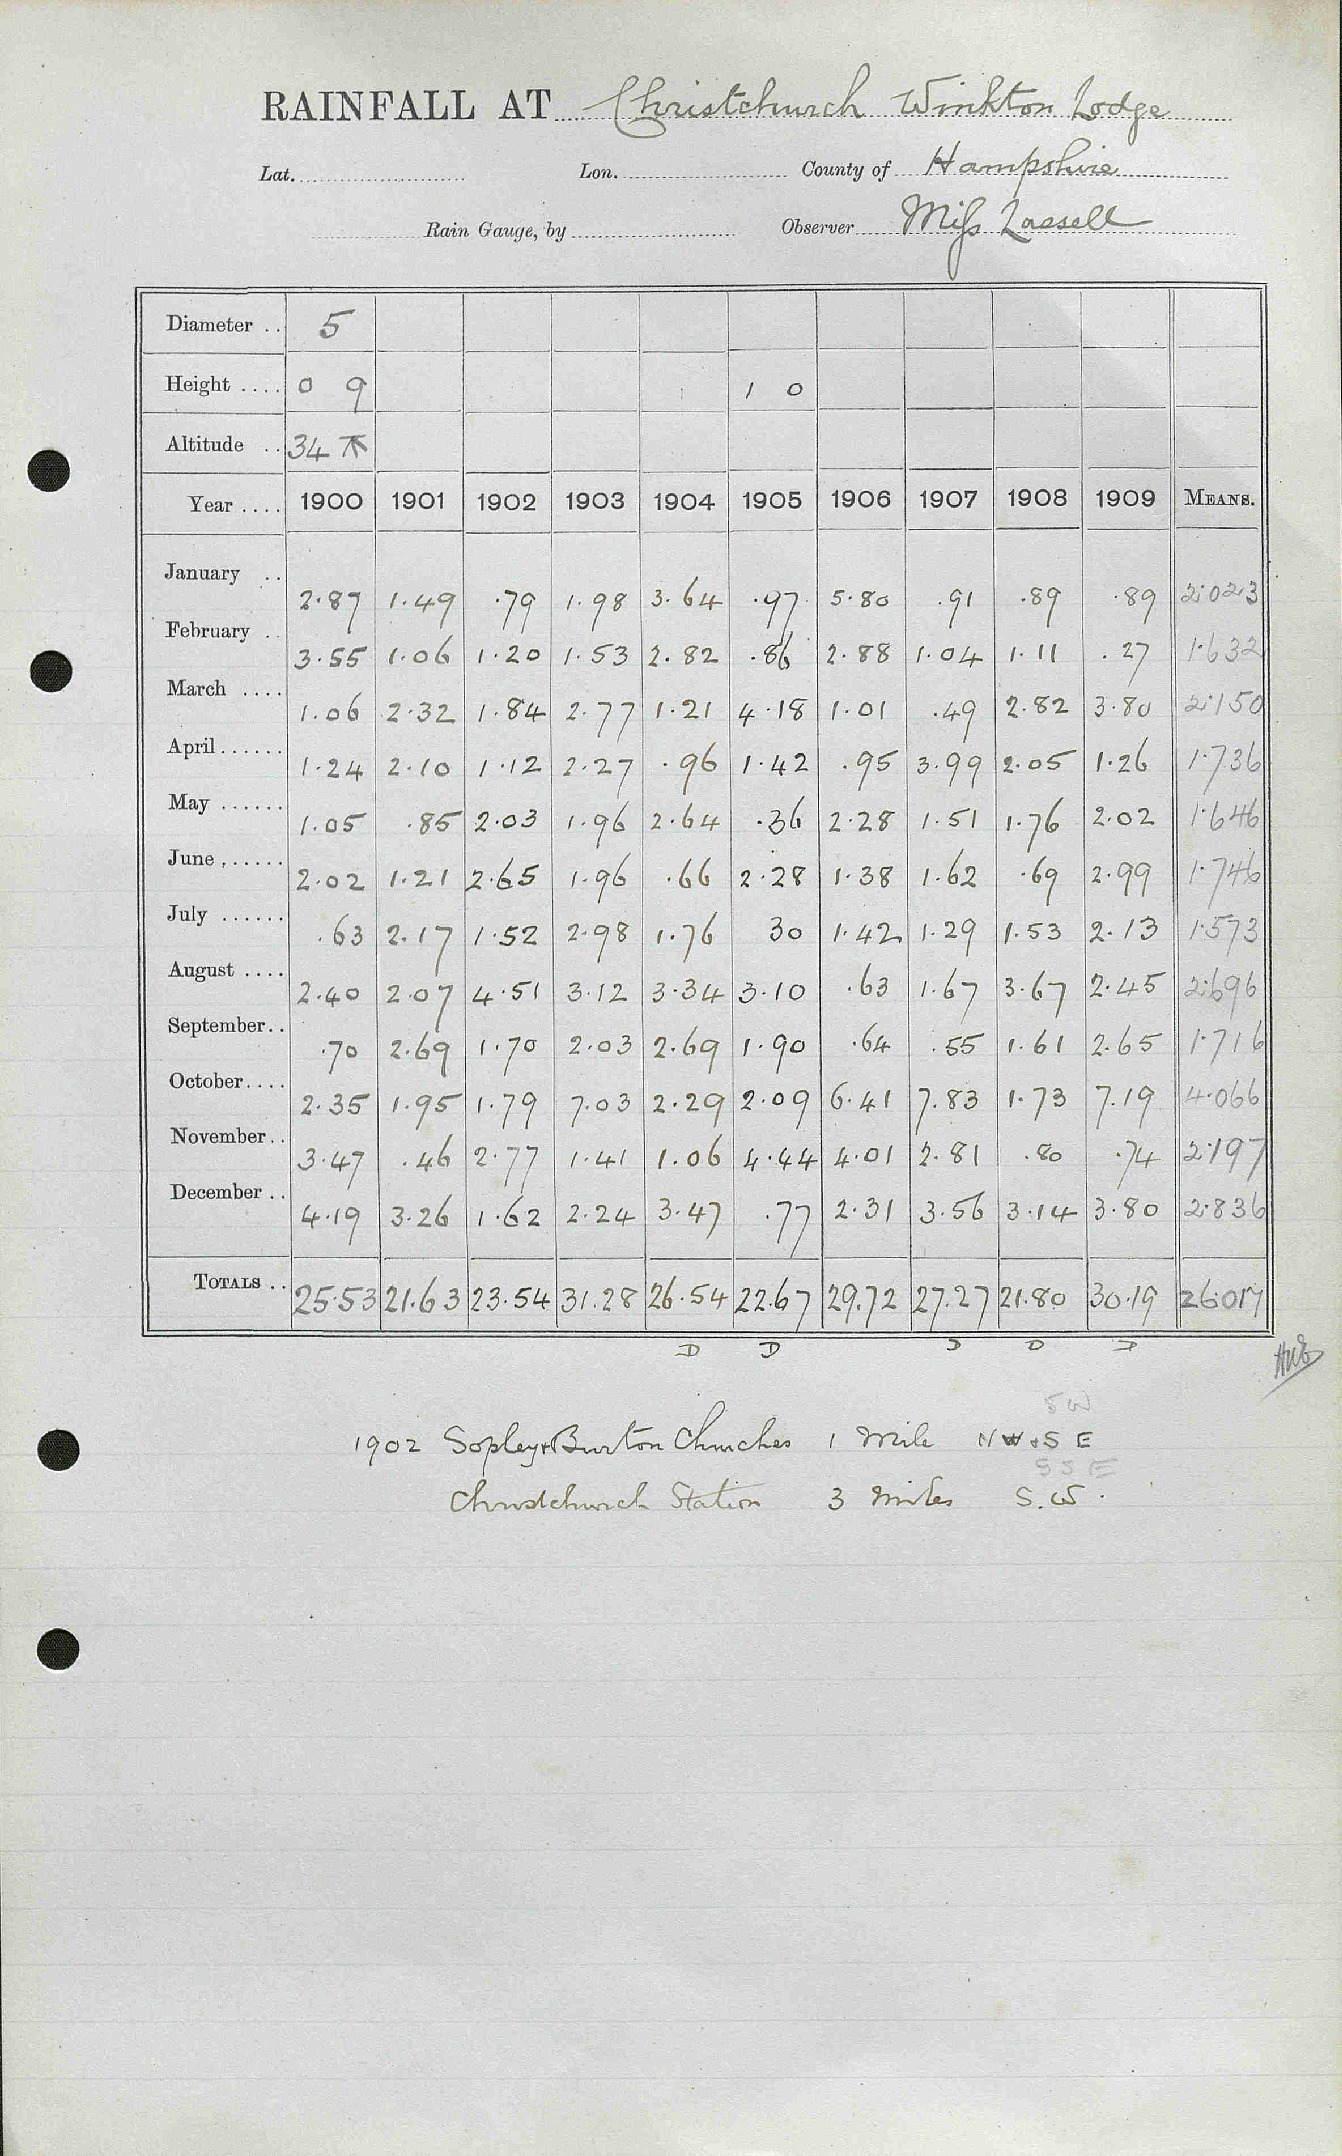 RAINFALL AT Christchurch Winkton Lodge
Lat. Lon. County of Hampshire
Rain Gauge, by Observer Miss Lassell
Diameter .. 5
Height .... 0 9 1 0
Altitude .. 34
Year .... 1900 1901 1902 1903 1904 1905 1906 1907 1908 1909 MEANS.
January .. 2.87 1.49 .79 1.98 3.64 .97 5.80 .91 .89 .89 2.023
February .. 3.55 1.06 1.20 1.53 2.82 .86 2.88 1.04 1.11 .27 1.632
March .... 1.06 2.32 1.84 2.77 1.21 4.18 1.01 .49 2.82 3.80 2.150
April ...... 1.24 2.10 1.12 2.27 .96 1.42 .95 3.99 2.05 1.26 1.736
May ...... 1.05 .85 2.03 1.96 2.64 .36 2.28 1.51 1.76 2.02 1.646
June ...... 2.02 1.21 2.65 1.96 .66 2.28 1.38 1.62 .69 2.99 1.746
July ...... .63 2.17 1.52 2.98 1.76 30 1.42 1.29 1.53 2.13 1.573
August .... 2.40 2.07 4.51 3.12 3.34 3.10 .63 1.67 3.67 2.45 2.696
September .. .70 2.69 1.70 2.03 2.69 1.90 .64 .55 1.61 2.65 1.716
October .... 2.35 1.95 1.79 7.03 2.29 2.09 6.41 7.83 1.73 7.19 4.066
November .. 3.47 .46 2.77 1.41 1.06 4.44 4.01 2.81 .80 .74 2.197
December .. 4.19 3.26 1.62 2.24 3.47 .77 2.31 3.56 3.14 3.80 2.836
TOTALS .. 25.53 21.63 23.54 31.28 26.54 22.67 29.72 27.27 21.80 30.19 26.017
D D D D D
SW
1902 Sopley & Burton Churches 1 Mile NW & SE
SSE
Christchurch Station 3 Miles S.W.